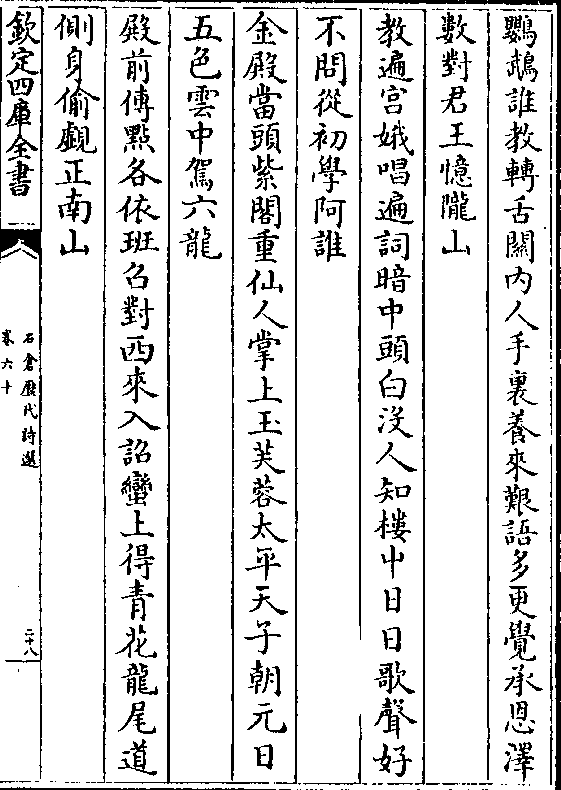 鸚鵡誰教轉舌關内人手裏養來艱語多更覺承恩澤
數對君王憶隴山
教遍宫娥唱遍詞暗中頭白没人知樓中日日歌聲好
不問從初學阿誰
金殿當頭紫閣重仙人掌上玉芙蓉太平天子朝元日
五色雲中駕六龍
殿前傳點各依班召對西來入詔蠻上得青花龍尾道
側身偷覷正南山
欽定四庫全書
石倉歷代詩選
卷六十
二十八